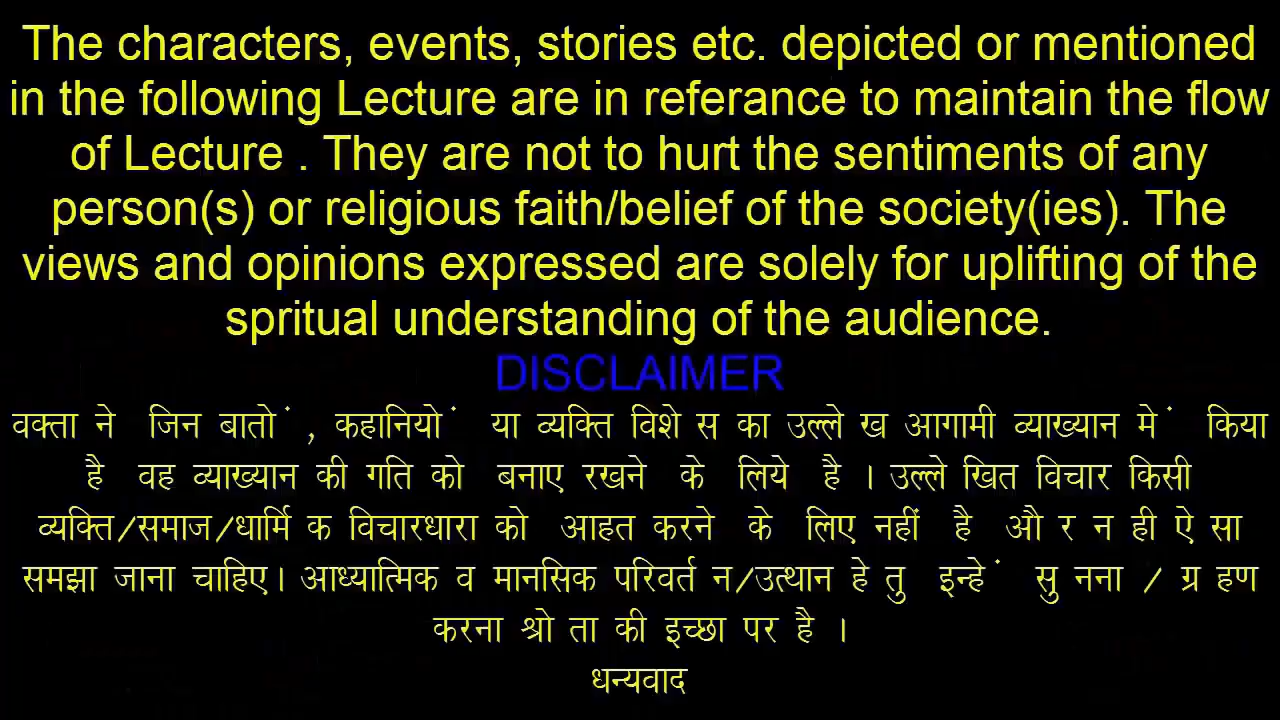 The characters, events, stories etc. depicted or mentioned
in the following Lecture are in referance to maintain the flow
of Lecture . They are not to hurt the sentiments of any
person(s) or religious faith/belief of the society(ies). The
views and opinions expressed are solely for uplifting of the
spritual understanding of the audience.
DISCLAIMER
वक्ता ने जिन बातों , कहानियों या व्यक्ति विशे स का उल्ले ख आगामी व्याख्यान में किया
है वह व्याख्यान की गति को बनाए रखने के लिये है । उल्ले खित विचार किसी
व्यक्ति/समाज/धार्मि क विचारधारा को आहत करने के लिए नहीं है औ र न ही ऐ सा
समझा जाना चाहिए। आध्यात्मिक व मानसिक परिवर्त न/उत्थान हे तु इन्हें सु नना / ग्र हण
करना श्रो ता की इच्छा पर है ।
धन्यवाद